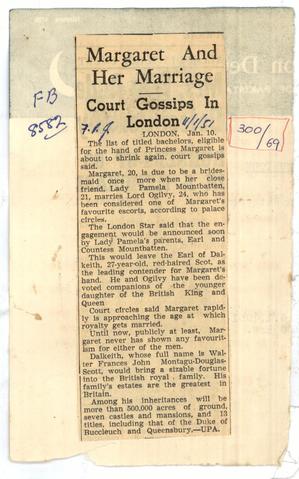 Margaret And
Her Marriage
Court Gossips In
London
FB
8582
F.P.J.
11/1/51
300/69
LONDON, Jan. 10.
The list of titled bachelors, eligible
for the hand of Princess Margaret is
about to shrink again, court gossips
said.
Margaret, 20, is due to be a brides-
maid once more when her close
friend, Lady Pamela Mountbatten,
21, marries Lord Ogilvy, 24, who has
been considered one of Margaret's
favourite escorts, according to palace
circles.
The London Star said that the en-
gagement would be announced soon
by Lady Pamela's parents, Earl and
Countess Mountbatten.
This would leave the Earl of Dal-
keith, 27-year-old, red-haired Scot, as
the leading contender for Margaret's
hand. He and Ogilvy have been de-
voted companions of the younger
daughter of the British King and
Queen
Court circles said Margaret rapid-
ly is approaching the age at which
royalty gets married.
Until now, publicly at least, Mar-
garet never has shown any favourit-
ism for either of the men.
Dalkeith, whose full name is Wal-
ter Frances John Montagu-Douglas-
Scott, would bring a sizable fortune
into the British royal family. His
family's estates are the greatest in
Britain.
Among his inheritances will be
more than 500,000 acres of ground,
seven castles and mansions, and 13
titles, including that of the Duke of
Buccleuch and Queensbury.—UPA.